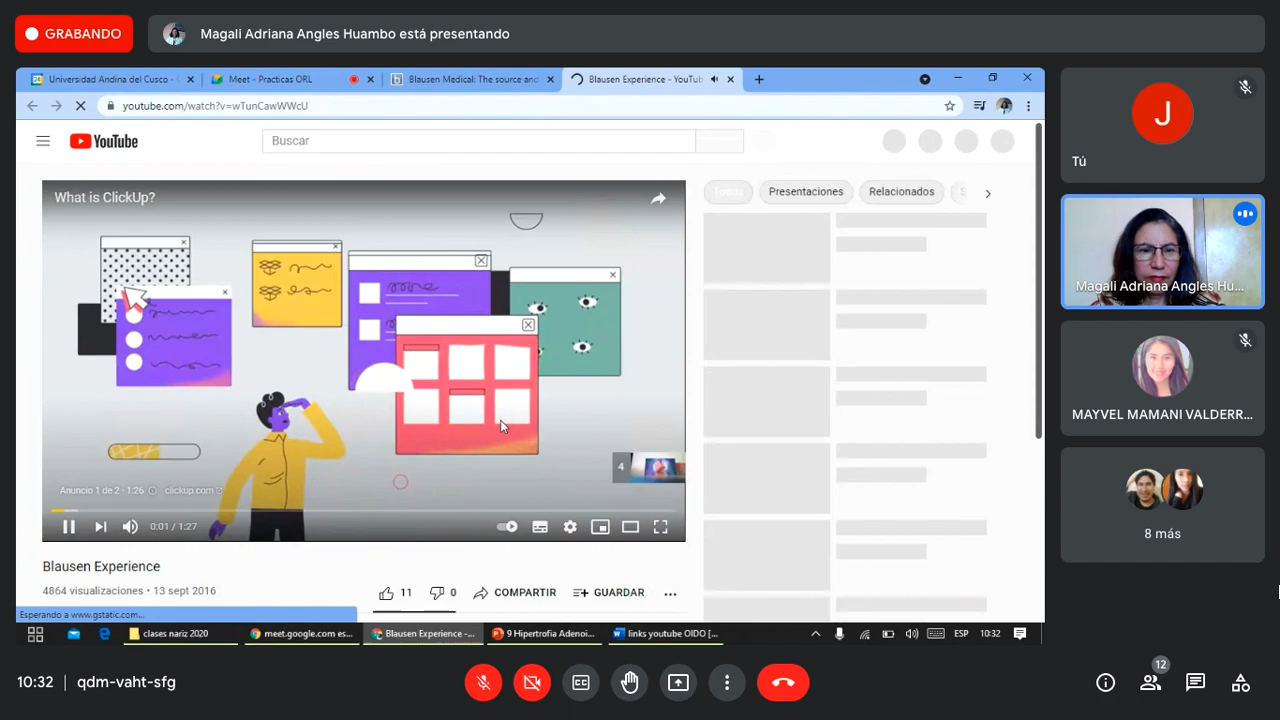 GRABANDO
Magali Adriana Angles Huambo está presentando
Universidad Andina del Cusco -
Meet - Practicas ORL
Blausen Medical: The source and
Blausen Experience - YouTub
youtube.com/watch?v=wTunCawWWcU
YouTube
Buscar
What is ClickUp?
Todos
Presentaciones
Relacionados
4
Anuncio 1 de 2 · 1:26
clickup.com
0:01 / 1:27
Blausen Experience
4864 visualizaciones • 13 sept 2016
11
0
COMPARTIR
GUARDAR
Esperando a www.gstatic.com...
clases nariz 2020
meet.google.com es...
Blausen Experience -...
9 Hipertrofia Adenoi...
links youtube OIDO [...
ESP
10:32
J
Tú
Magali Adriana Angles Hu...
MAYVEL MAMANI VALDERR...
8 más
10:32
qdm-vaht-sfg
12